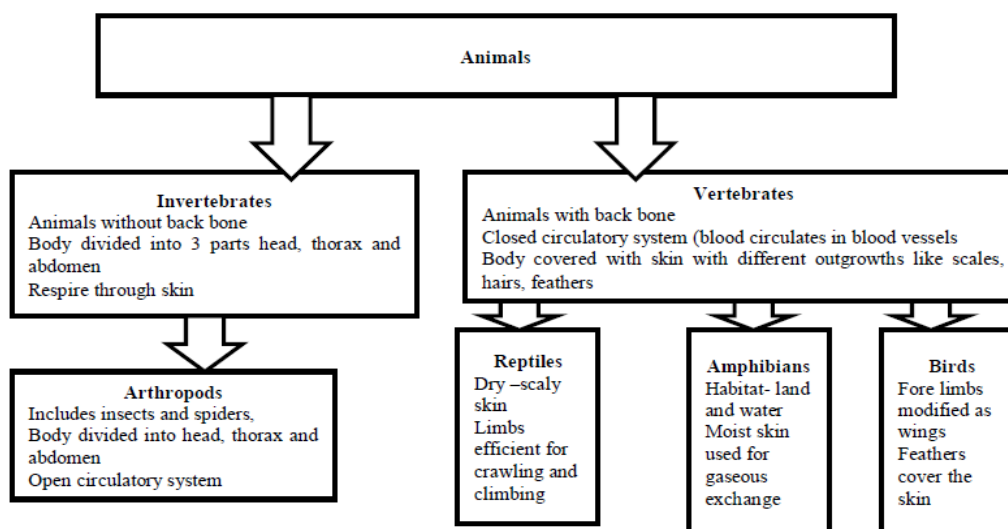 Animals
Invertebrates
Animals without back bone
Body divided into 3 parts head, thorax and
abdomen
Respire through skin
Vertebrates
Animals with back bone
Closed circulatory system (blood circulates in blood vessels
Body covered with skin with different outgrowths like scales,
hairs, feathers
Arthropods
Includes insects and spiders,
Body divided into head, thorax and
abdomen
Open circulatory system
Reptiles
Dry –scaly
skin
Limbs
efficient for
crawling and
climbing
Amphibians
Habitat- land
and water
Moist skin
used for
gaseous
exchange
Birds
Fore limbs
modified as
wings
Feathers
cover the
skin